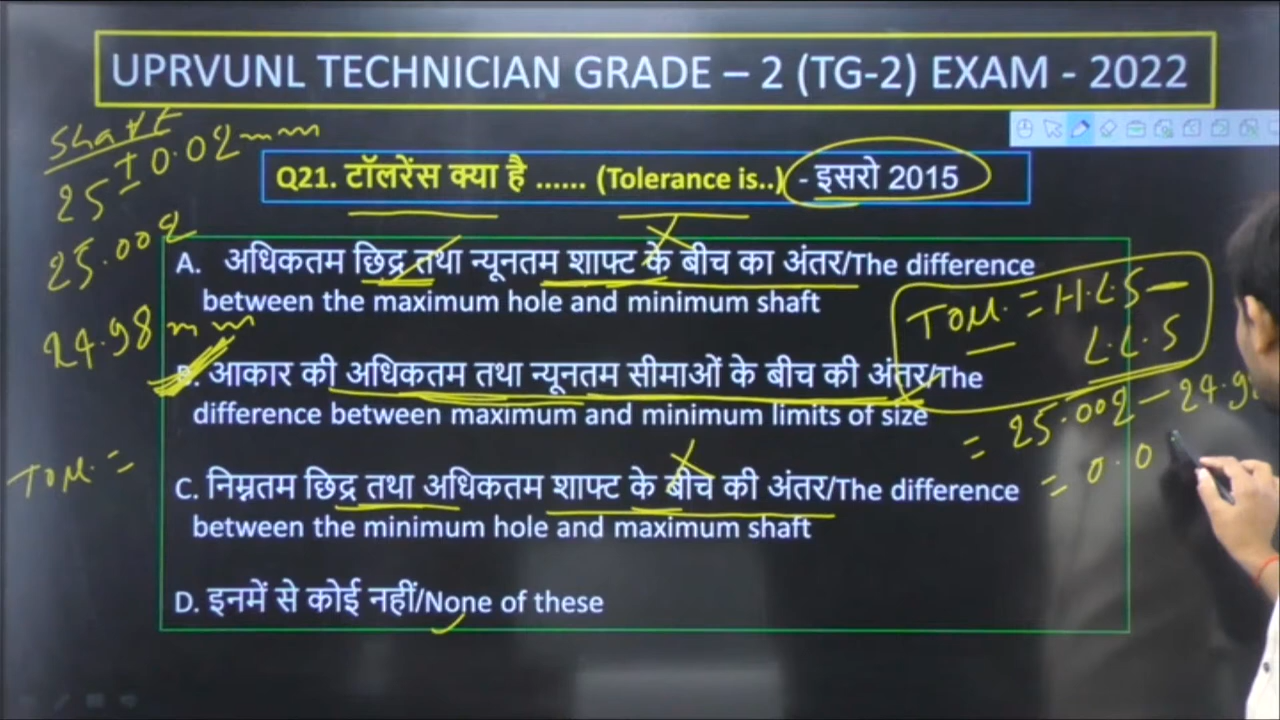 UPRVUNL TECHNICIAN GRADE – 2 (TG-2) EXAM - 2022
Shaft
25 ± 0.02 mm
Q21. टॉलरेंस क्या है ...... (Tolerance is..) - इसरो 2015
25.002
24.98 mm
A. अधिकतम छिद्र तथा न्यूनतम शाफ्ट के बीच का अंतर/The difference
between the maximum hole and minimum shaft
TOM. = H.L.S —
L.L.S
B. आकार की अधिकतम तथा न्यूनतम सीमाओं के बीच की अंतर/The
difference between maximum and minimum limits of size
= 25.002 — 24.9
= 0.0
TOM. =
C. निम्नतम छिद्र तथा अधिकतम शाफ्ट के बीच की अंतर/The difference
between the minimum hole and maximum shaft
D. इनमें से कोई नहीं/None of these